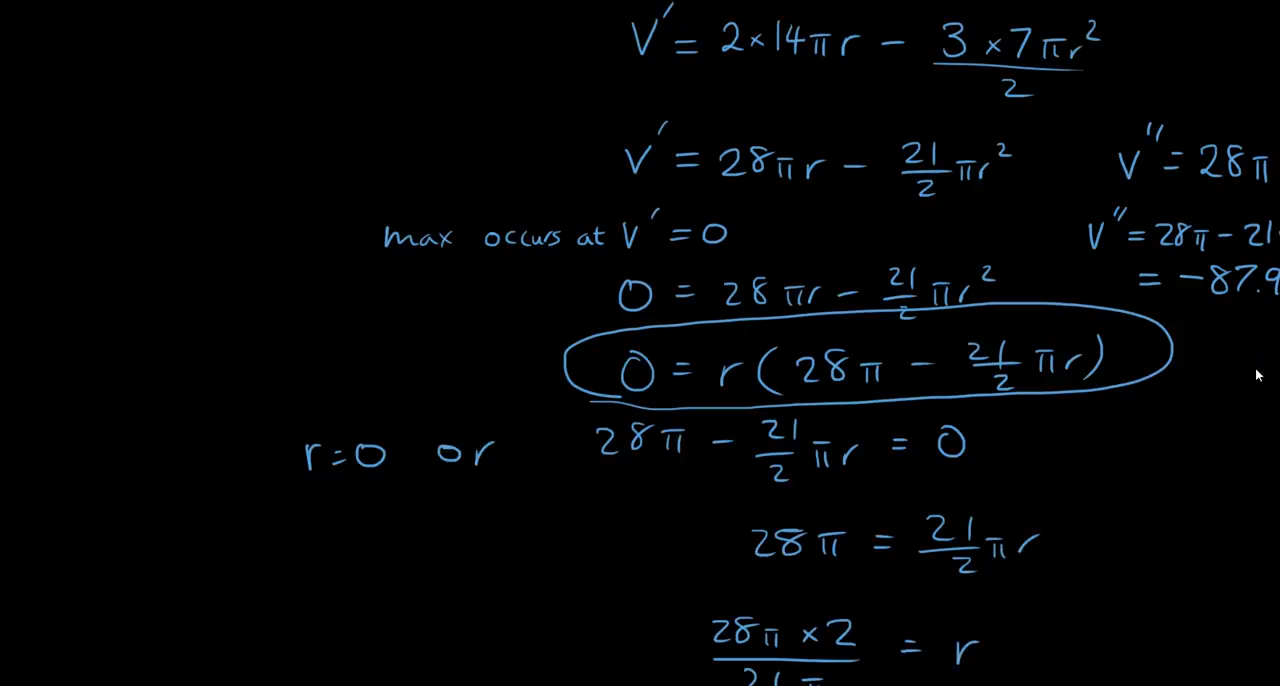 V′ = 2×14πr − 3×7πr²/2
V′ = 28πr − 21/2 πr²
V″ = 28π
max occurs at V′ = 0
V″ = 28π − 21
0 = 28πr − 21/2 πr²
= −87.9
0 = r(28π − 21/2 πr)
r=0 or 28π − 21/2 πr = 0
28π = 21/2 πr
28π×2/21π = r